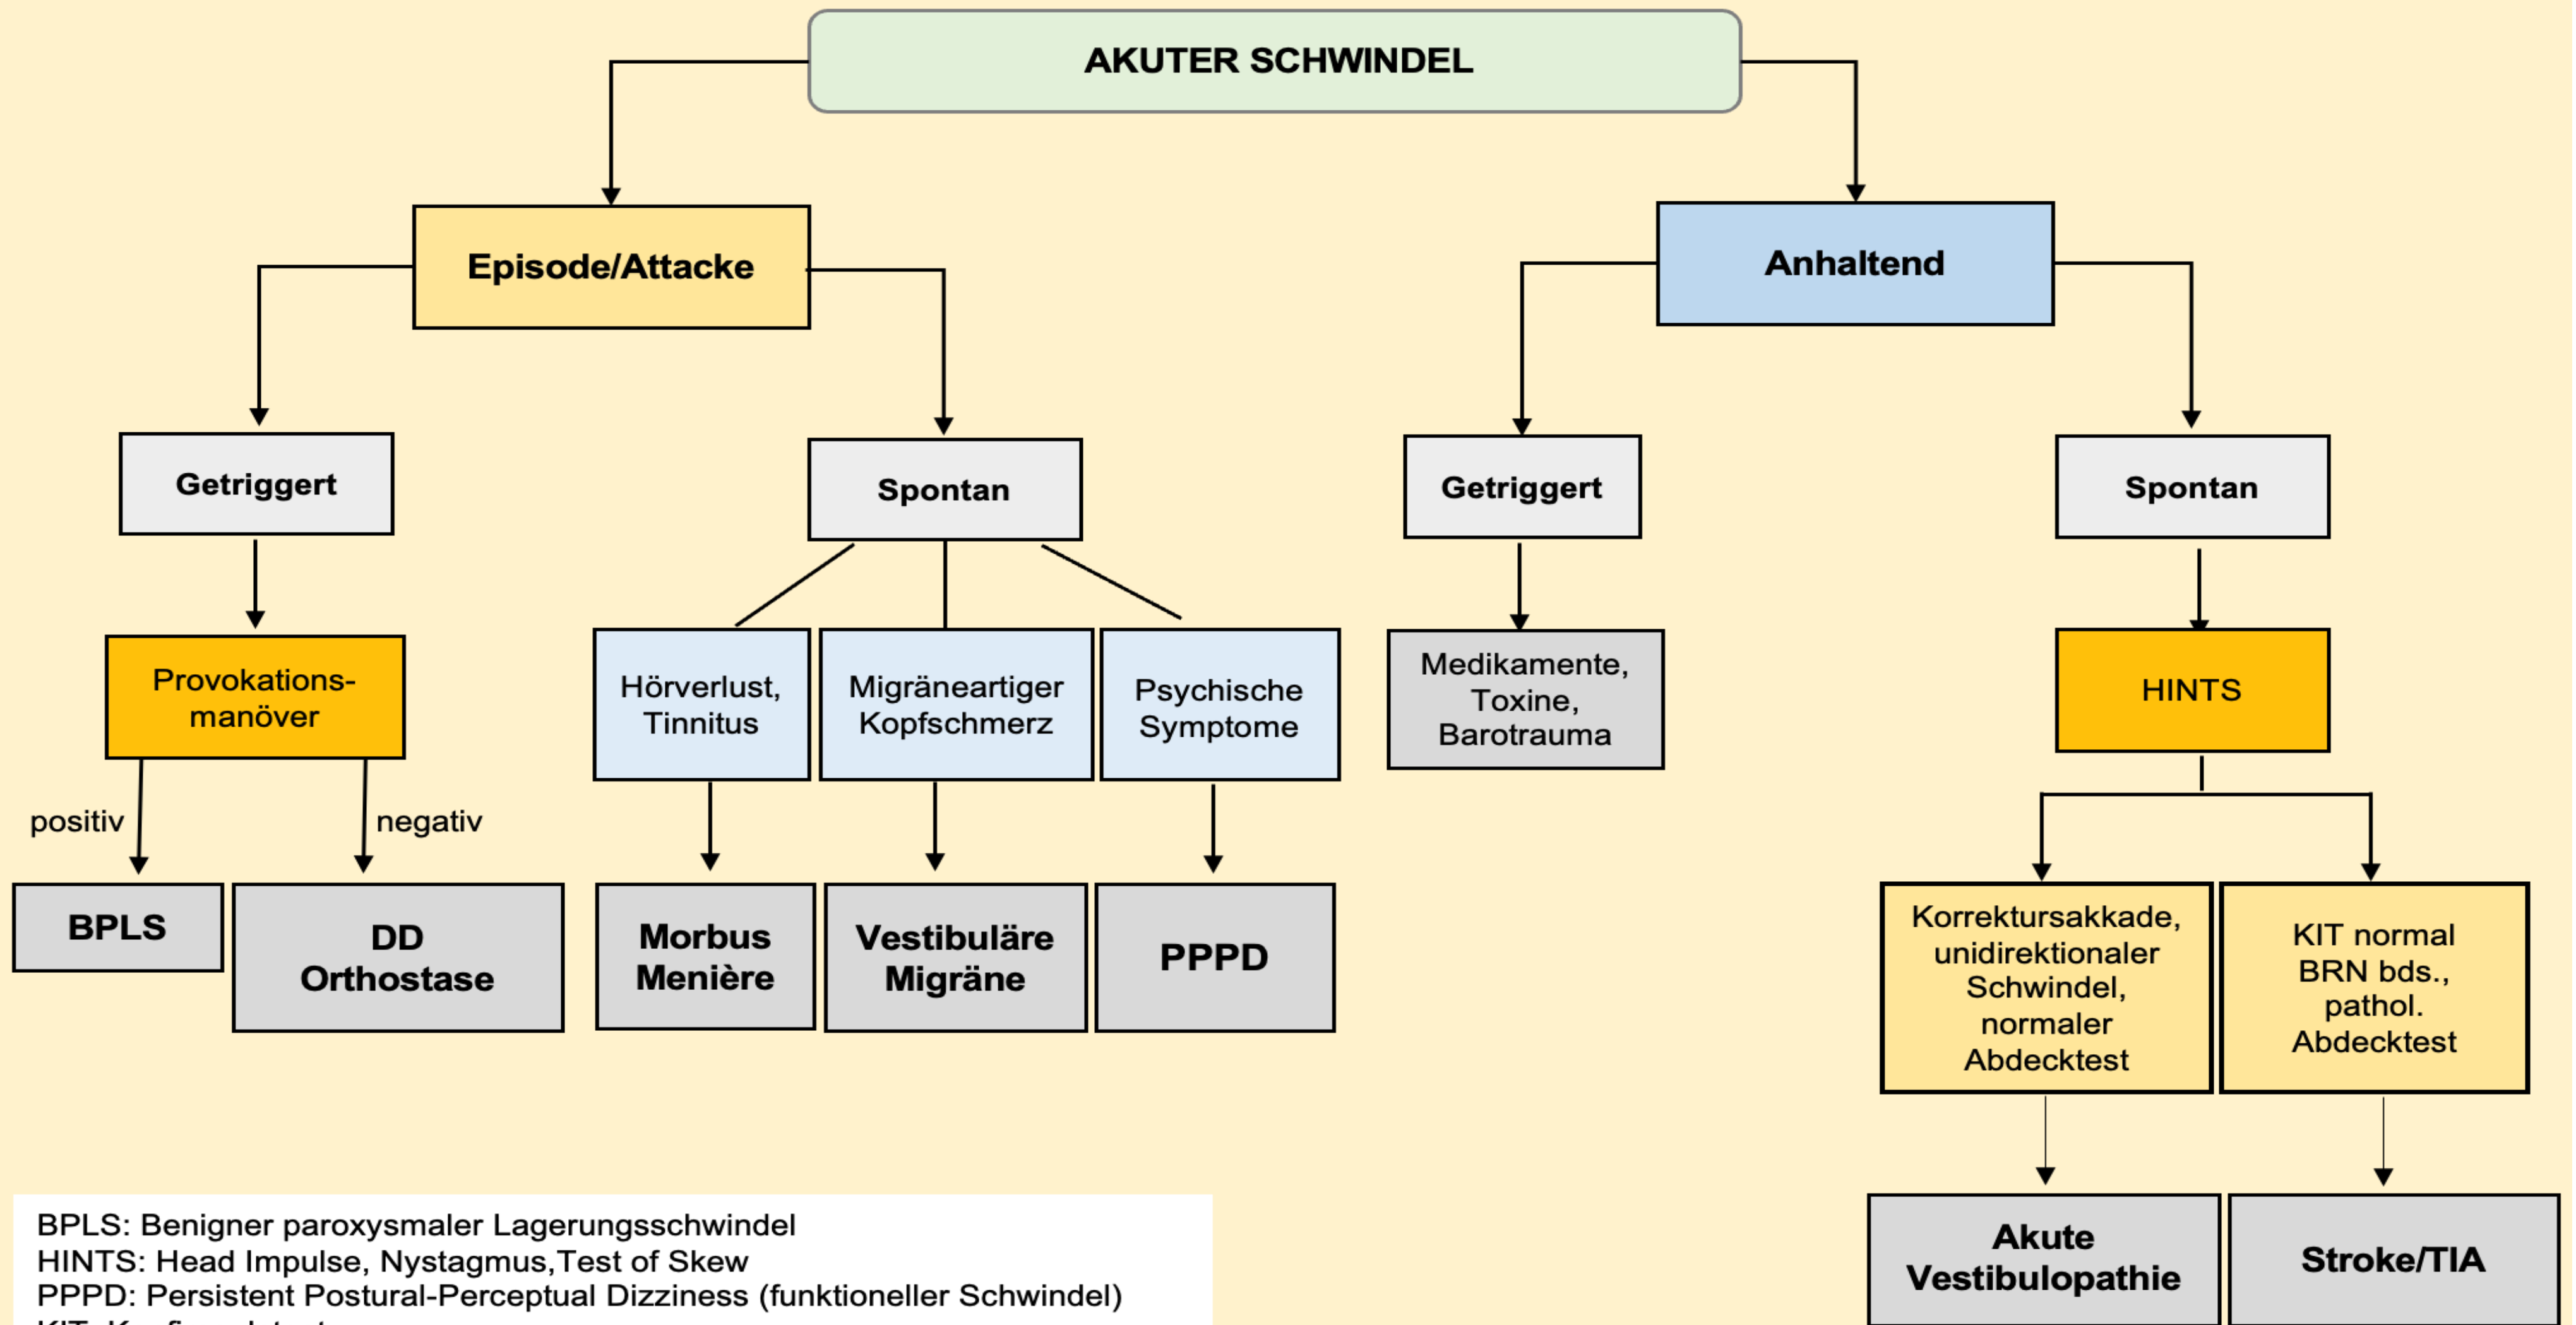 AKUTER SCHWINDEL
Episode/Attacke
Anhaltend
Getriggert
Spontan
Getriggert
Spontan
Provokations-
manöver
Hörverlust,
Tinnitus
Migräneartiger
Kopfschmerz
Psychische
Symptome
Medikamente,
Toxine,
Barotrauma
HINTS
positiv
negativ
BPLS
DD
Orthostase
Morbus
Menière
Vestibuläre
Migräne
PPPD
Korrektursakkade,
unidirektionaler
Schwindel,
normaler
Abdecktest
KIT normal
BRN bds.,
pathol.
Abdecktest
Akute
Vestibulopathie
Stroke/TIA
BPLS: Benigner paroxysmaler Lagerungsschwindel
HINTS: Head Impulse, Nystagmus,Test of Skew
PPPD: Persistent Postural-Perceptual Dizziness (funktioneller Schwindel)